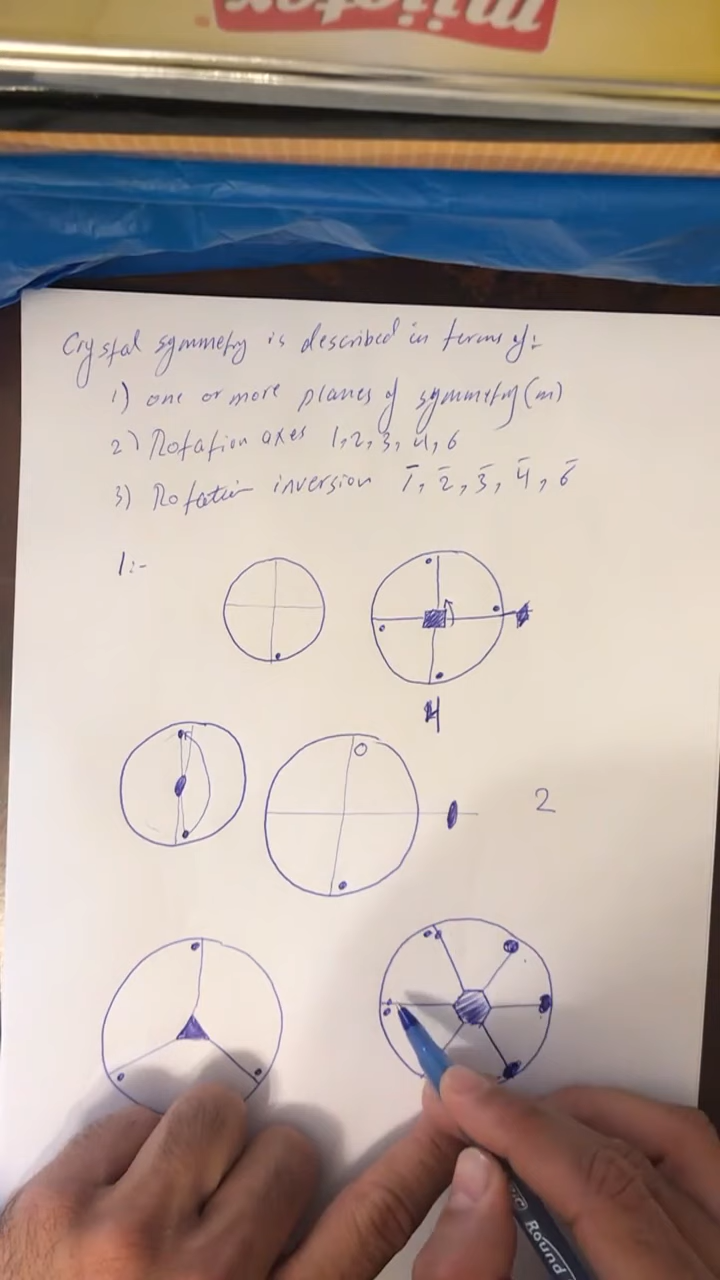 Crystal symmetry is described in terms of:-
1) one or more planes of symmetry (m)
2) Rotation axes 1, 2, 3, 4, 6
3) Rotation inversion 1̄, 2̄, 3̄, 4̄, 6̄
1:-
4
2
Round